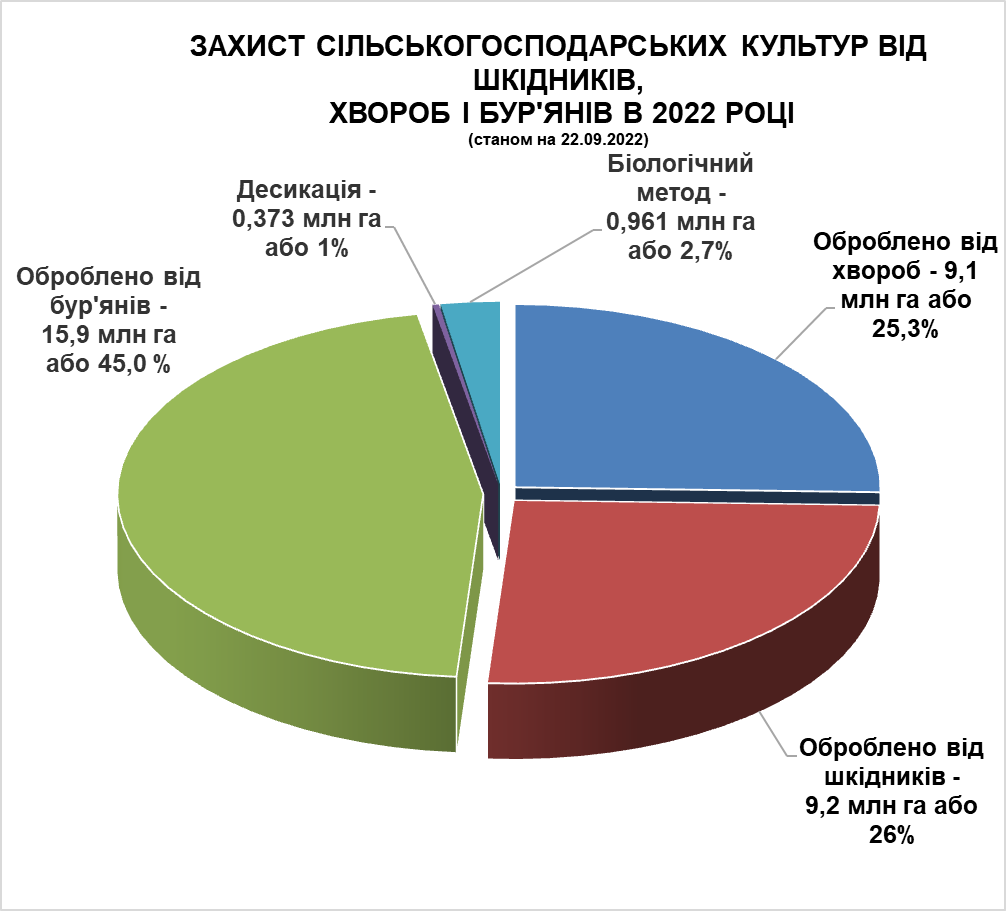 ЗАХИСТ СІЛЬСЬКОГОСПОДАРСЬКИХ КУЛЬТУР ВІД
ШКІДНИКІВ,
ХВОРОБ І БУР'ЯНІВ В 2022 РОЦІ
(станом на 22.09.2022)
Біологічний
метод -
0,961 млн га
або 2,7%
Десикація -
0,373 млн га
або 1%
Оброблено від
хвороб - 9,1
млн га або
25,3%
Оброблено від
бур'янів -
15,9 млн га
або 45,0 %
Оброблено від
шкідників -
9,2 млн га або
26%